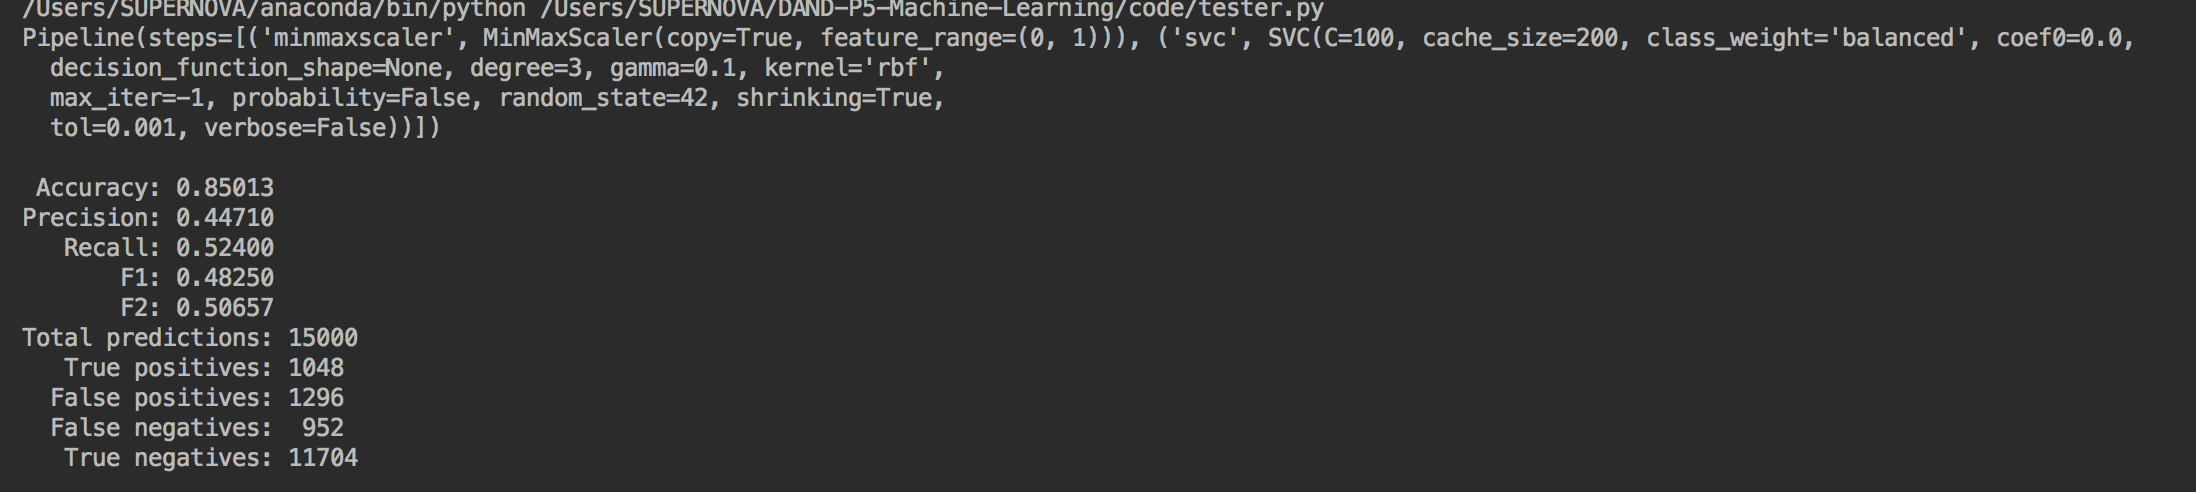 /Users/SUPERNOVA/anaconda/bin/python /Users/SUPERNOVA/DAND-P5-Machine-Learning/code/tester.py
Pipeline(steps=[('minmaxscaler', MinMaxScaler(copy=True, feature_range=(0, 1))), ('svc', SVC(C=100, cache_size=200, class_weight='balanced', coef0=0.0,
  decision_function_shape=None, degree=3, gamma=0.1, kernel='rbf',
  max_iter=-1, probability=False, random_state=42, shrinking=True,
  tol=0.001, verbose=False))])
Accuracy: 0.85013
Precision: 0.44710
Recall: 0.52400
F1: 0.48250
F2: 0.50657
Total predictions: 15000
True positives: 1048
False positives: 1296
False negatives:  952
True negatives: 11704